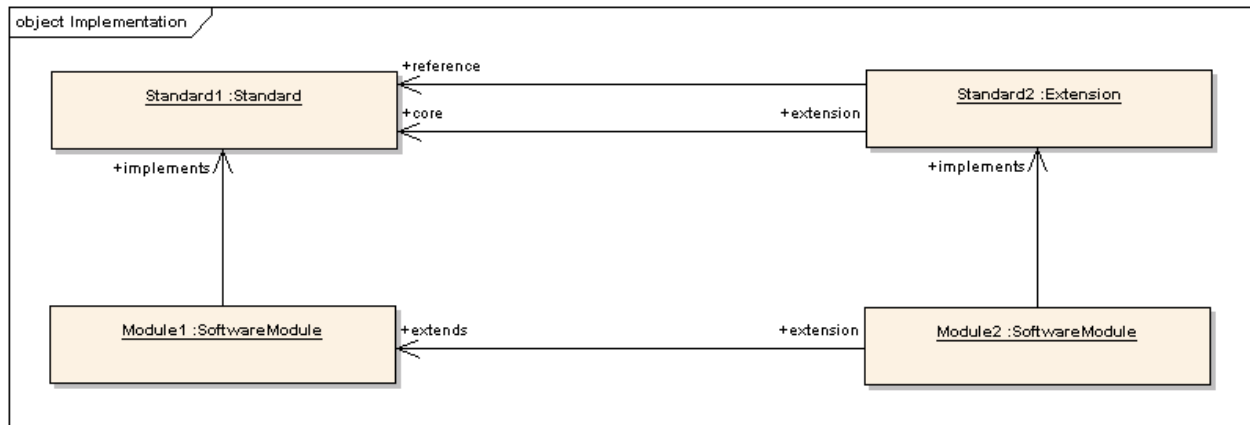 object Implementation
+reference
Standard1 :Standard
Standard2 :Extension
+core
+extension
+implements
+implements
Module1 :SoftwareModule
+extends
+extension
Module2 :SoftwareModule